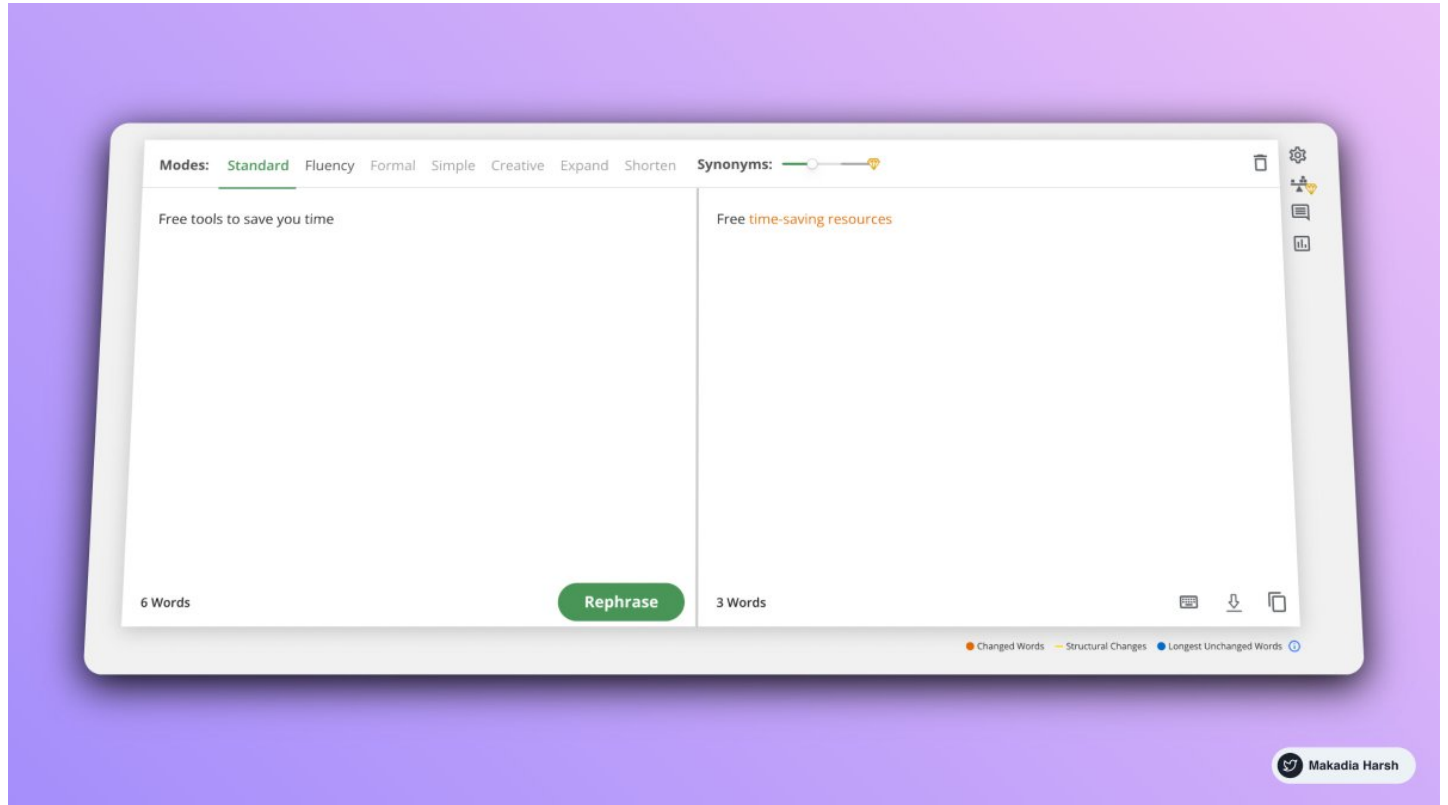 Modes: Standard Fluency Formal Simple Creative Expand Shorten Synonyms:
Free tools to save you time
Free time-saving resources
6 Words
Rephrase
3 Words
Changed Words Structural Changes Longest Unchanged Words
Makadia Harsh